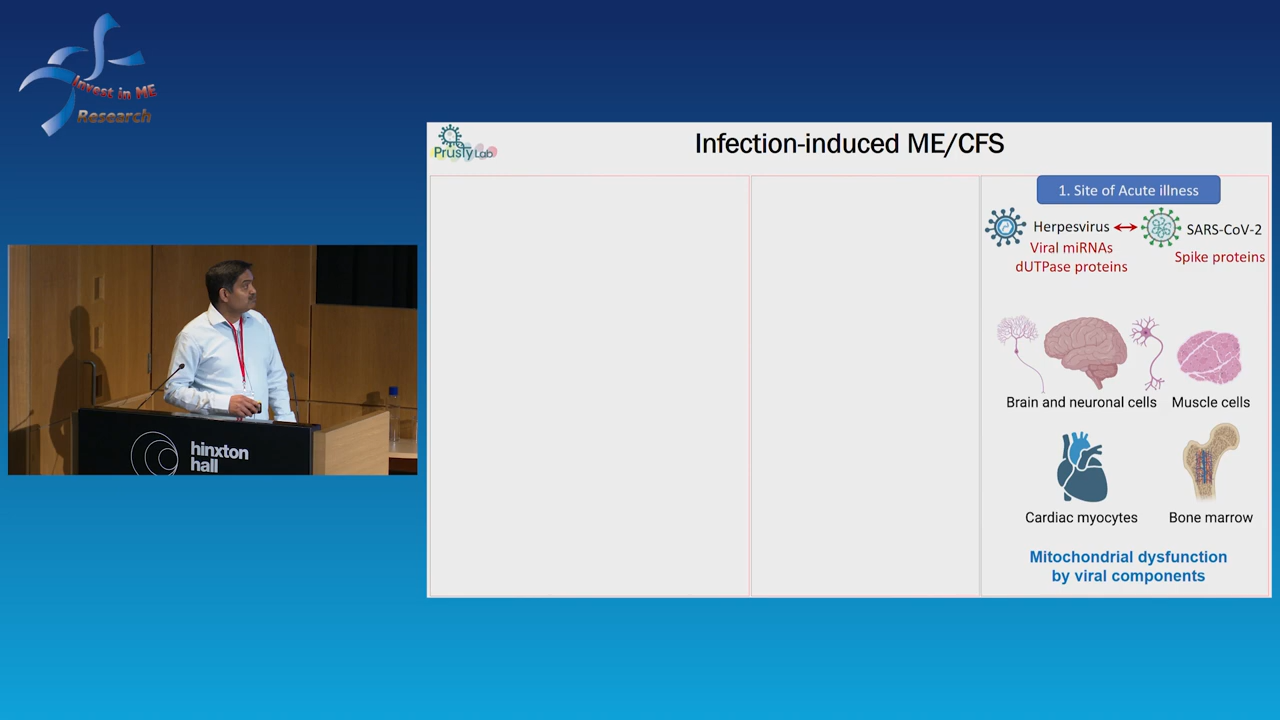 Invest in ME
Research
Prusty Lab
Infection-induced ME/CFS
1. Site of Acute illness
Herpesvirus
SARS-CoV-2
Viral miRNAs
dUTPase proteins
Spike proteins
Brain and neuronal cells
Muscle cells
Cardiac myocytes
Bone marrow
Mitochondrial dysfunction
by viral components
hinxton
hall